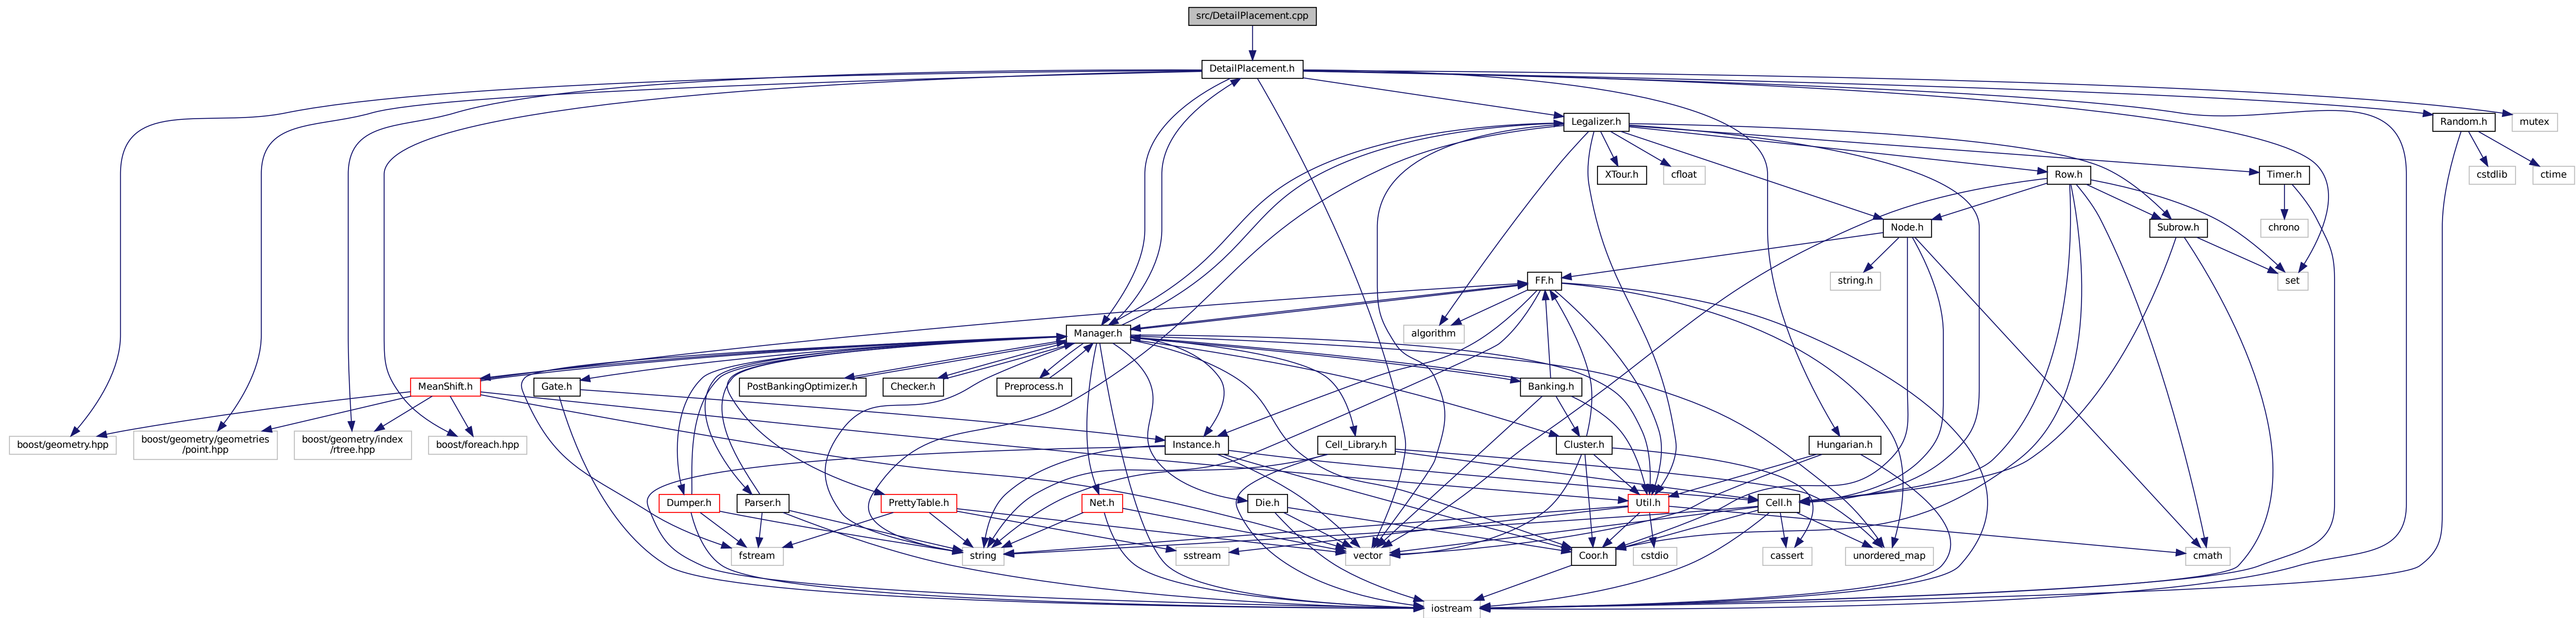 src/DetailPlacement.cpp
DetailPlacement.h
Legalizer.h
Random.h
mutex
XTour.h
cfloat
Row.h
Timer.h
cstdlib
ctime
Node.h
Subrow.h
chrono
FF.h
string.h
set
Manager.h
algorithm
MeanShift.h
Gate.h
PostBankingOptimizer.h
Checker.h
Preprocess.h
Banking.h
boost/geometry.hpp
boost/geometry/geometries
/point.hpp
boost/geometry/index
/rtree.hpp
boost/foreach.hpp
Instance.h
Cell_Library.h
Cluster.h
Hungarian.h
Dumper.h
Parser.h
PrettyTable.h
Net.h
Die.h
Util.h
Cell.h
fstream
string
sstream
vector
Coor.h
cstdio
cassert
unordered_map
cmath
iostream